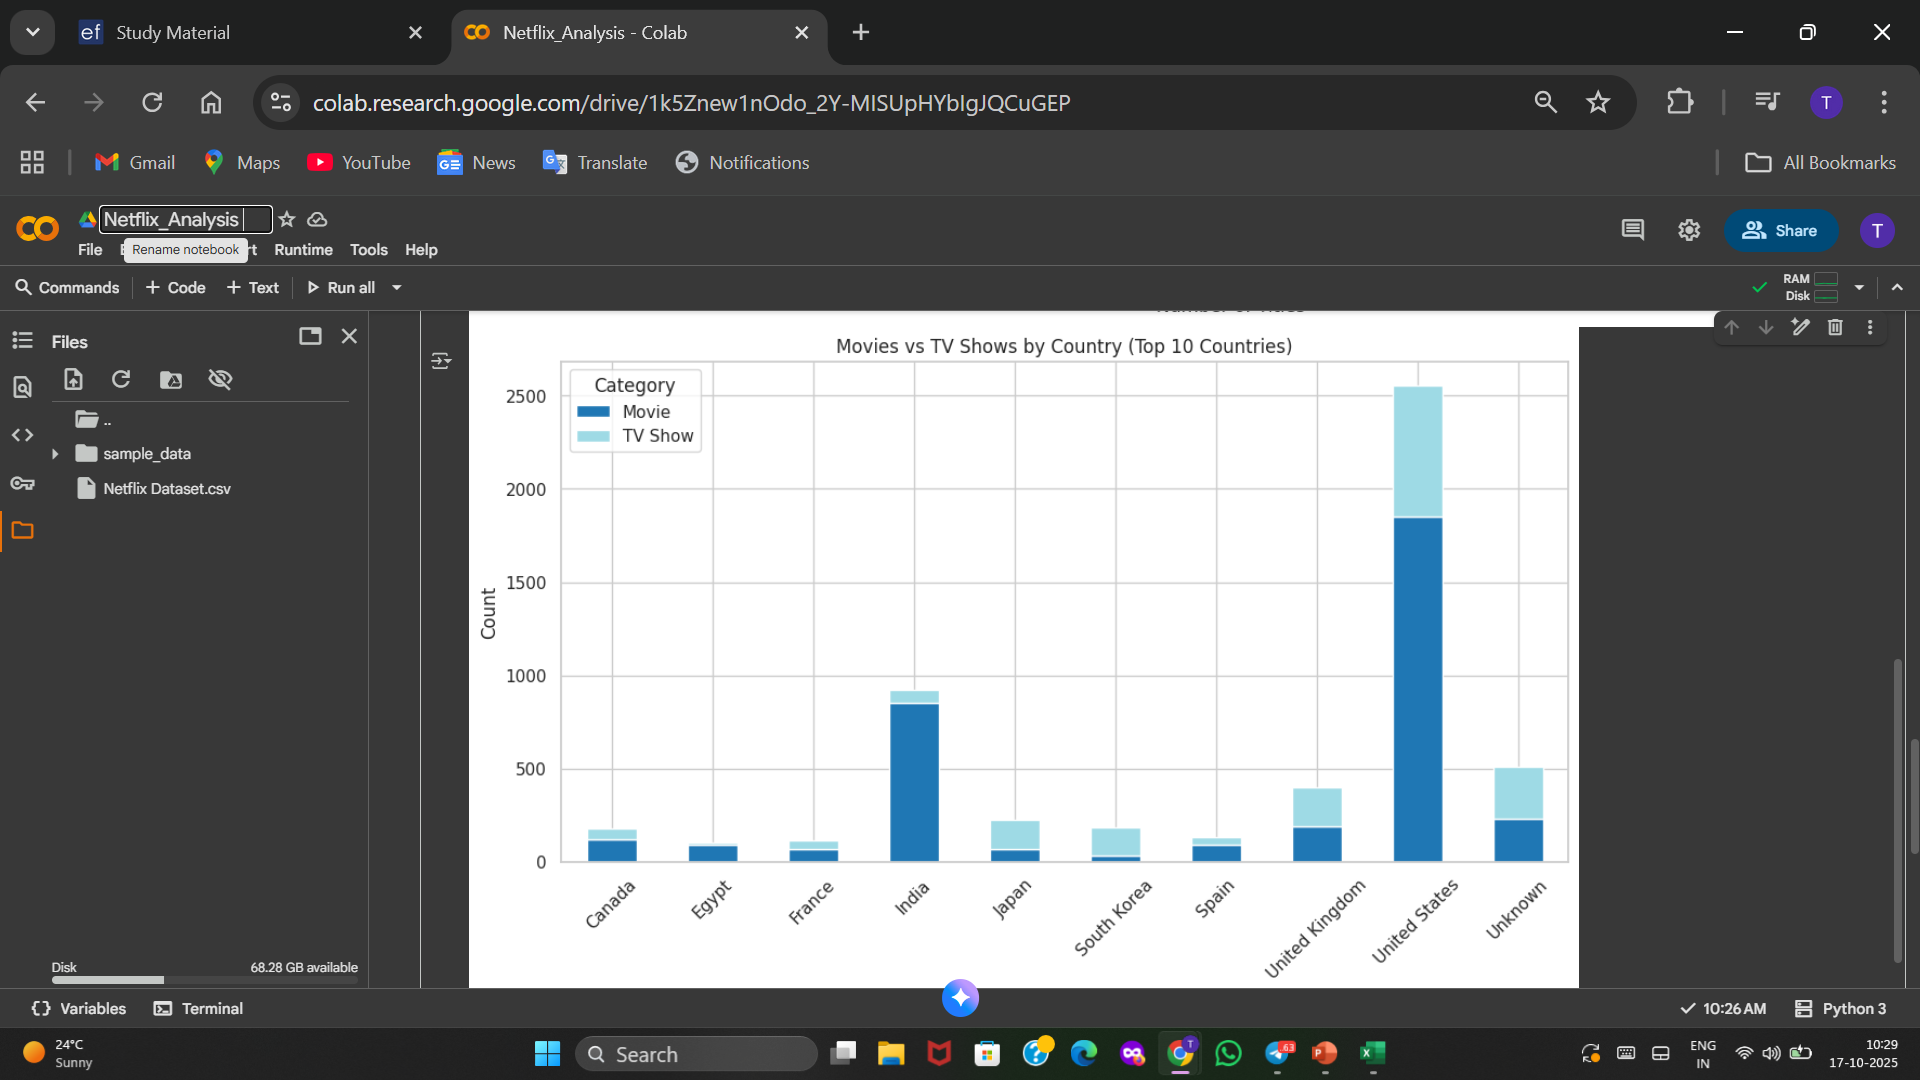 ef Study Material
Netflix_Analysis - Colab
colab.research.google.com/drive/1k5Znew1nOdo_2Y-MISUpHYbIgJQCuGEP
T
Gmail Maps YouTube News Translate Notifications All Bookmarks
Netflix_Analysis
Share T
File Runtime Tools Help
Rename notebook
Commands + Code + Text Run all
RAM
Disk
Files
..
sample_data
Netflix Dataset.csv
Disk 68.28 GB available
Movies vs TV Shows by Country (Top 10 Countries)
Category
Movie
TV Show
2500
2000
1500
1000
500
0
Count
Canada
Egypt
France
India
Japan
South Korea
Spain
United Kingdom
United States
Unknown
Variables Terminal
10:26 AM Python 3
24°C
Sunny
Search
63
ENG
IN
10:29
17-10-2025